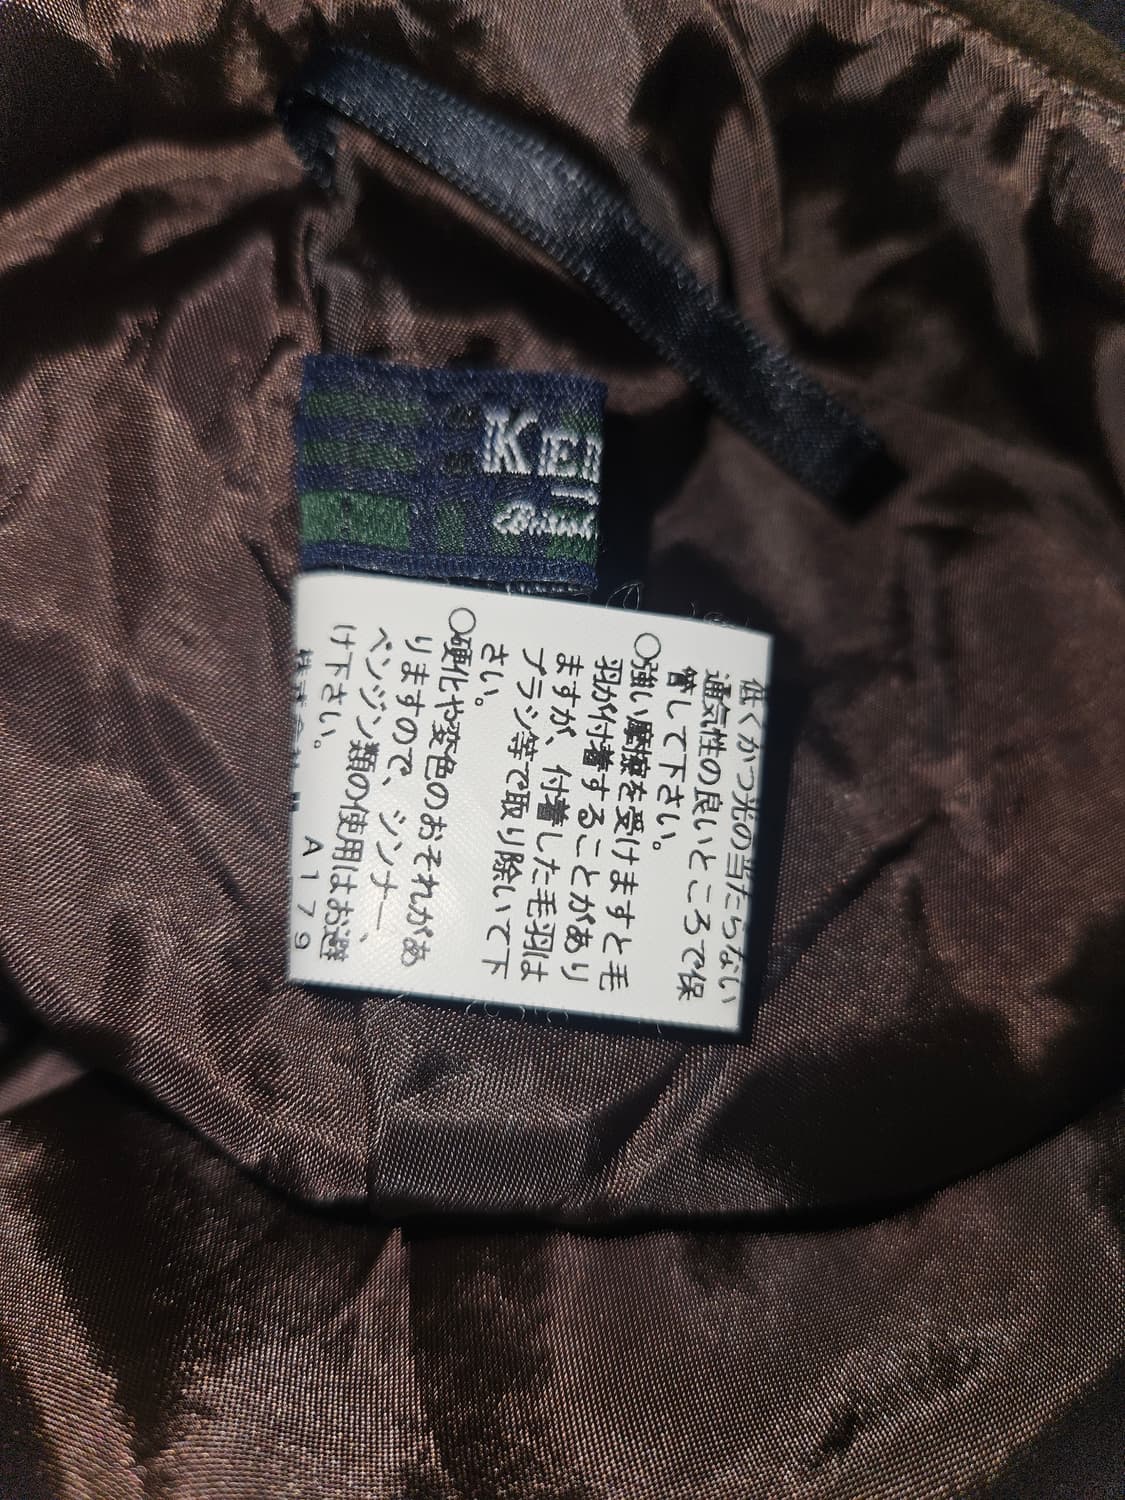 KE
低くかつ光の当たらない
通気性の良いところで保
管して下さい。
○強い摩擦を受けますと毛
羽が付着することがあり
ますが、付着した毛羽は
ブラシ等で取り除いて下
さい。
○硬化や変色のおそれがあ
りますので、シンナー、
ベンジン類の使用はお避
け下さい。
A179